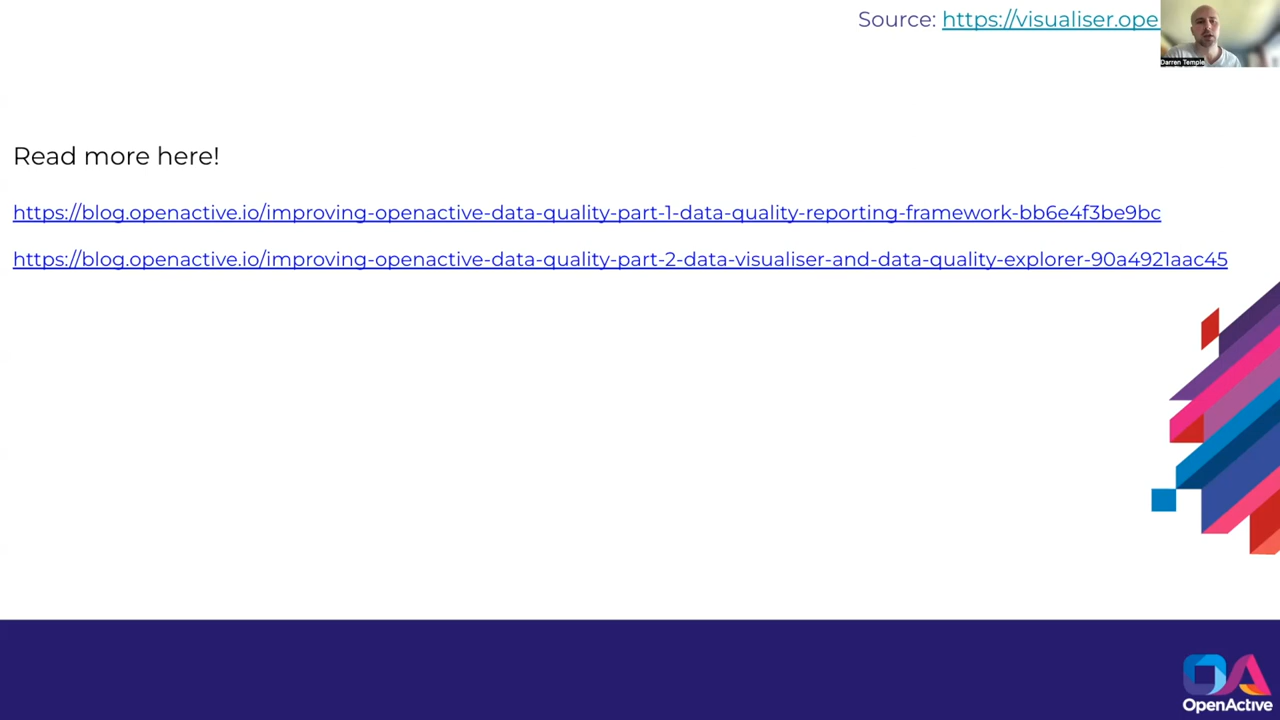 Source: https://visualiser.ope
Darren Temple
Read more here!
https://blog.openactive.io/improving-openactive-data-quality-part-1-data-quality-reporting-framework-bb6e4f3be9bc
https://blog.openactive.io/improving-openactive-data-quality-part-2-data-visualiser-and-data-quality-explorer-90a4921aac45
OA
OpenActive